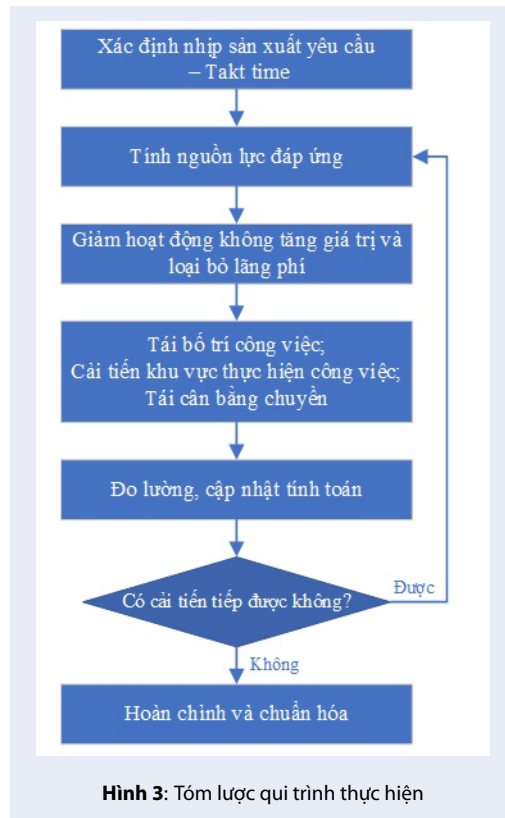 Xác định nhịp sản xuất yêu cầu
– Takt time
Tính nguồn lực đáp ứng
Giảm hoạt động không tăng giá trị và
loại bỏ lãng phí
Tái bố trí công việc;
Cải tiến khu vực thực hiện công việc;
Tái cân bằng chuyền
Đo lường, cập nhật tính toán
Có cải tiến tiếp được không?
Được
Không
Hoàn chỉnh và chuẩn hóa
Hình 3: Tóm lược qui trình thực hiện